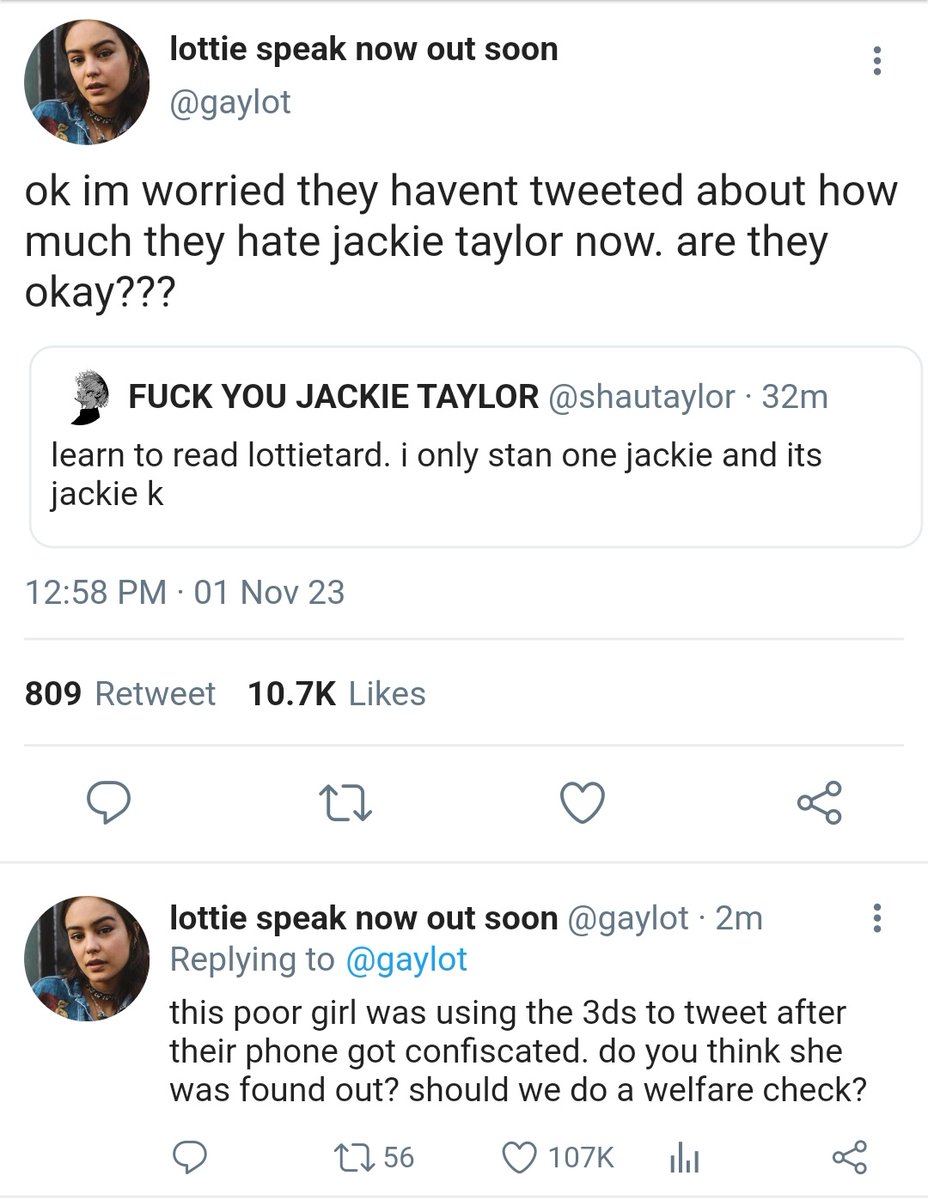 lottie speak now out soon
@gaylot
ok im worried they havent tweeted about how
much they hate jackie taylor now. are they
okay???
FUCK YOU JACKIE TAYLOR @shautaylor · 32m
learn to read lottietard. i only stan one jackie and its
jackie k
12:58 PM · 01 Nov 23
809 Retweet 10.7K Likes
lottie speak now out soon @gaylot · 2m
Replying to @gaylot
this poor girl was using the 3ds to tweet after
their phone got confiscated. do you think she
was found out? should we do a welfare check?
56 107K